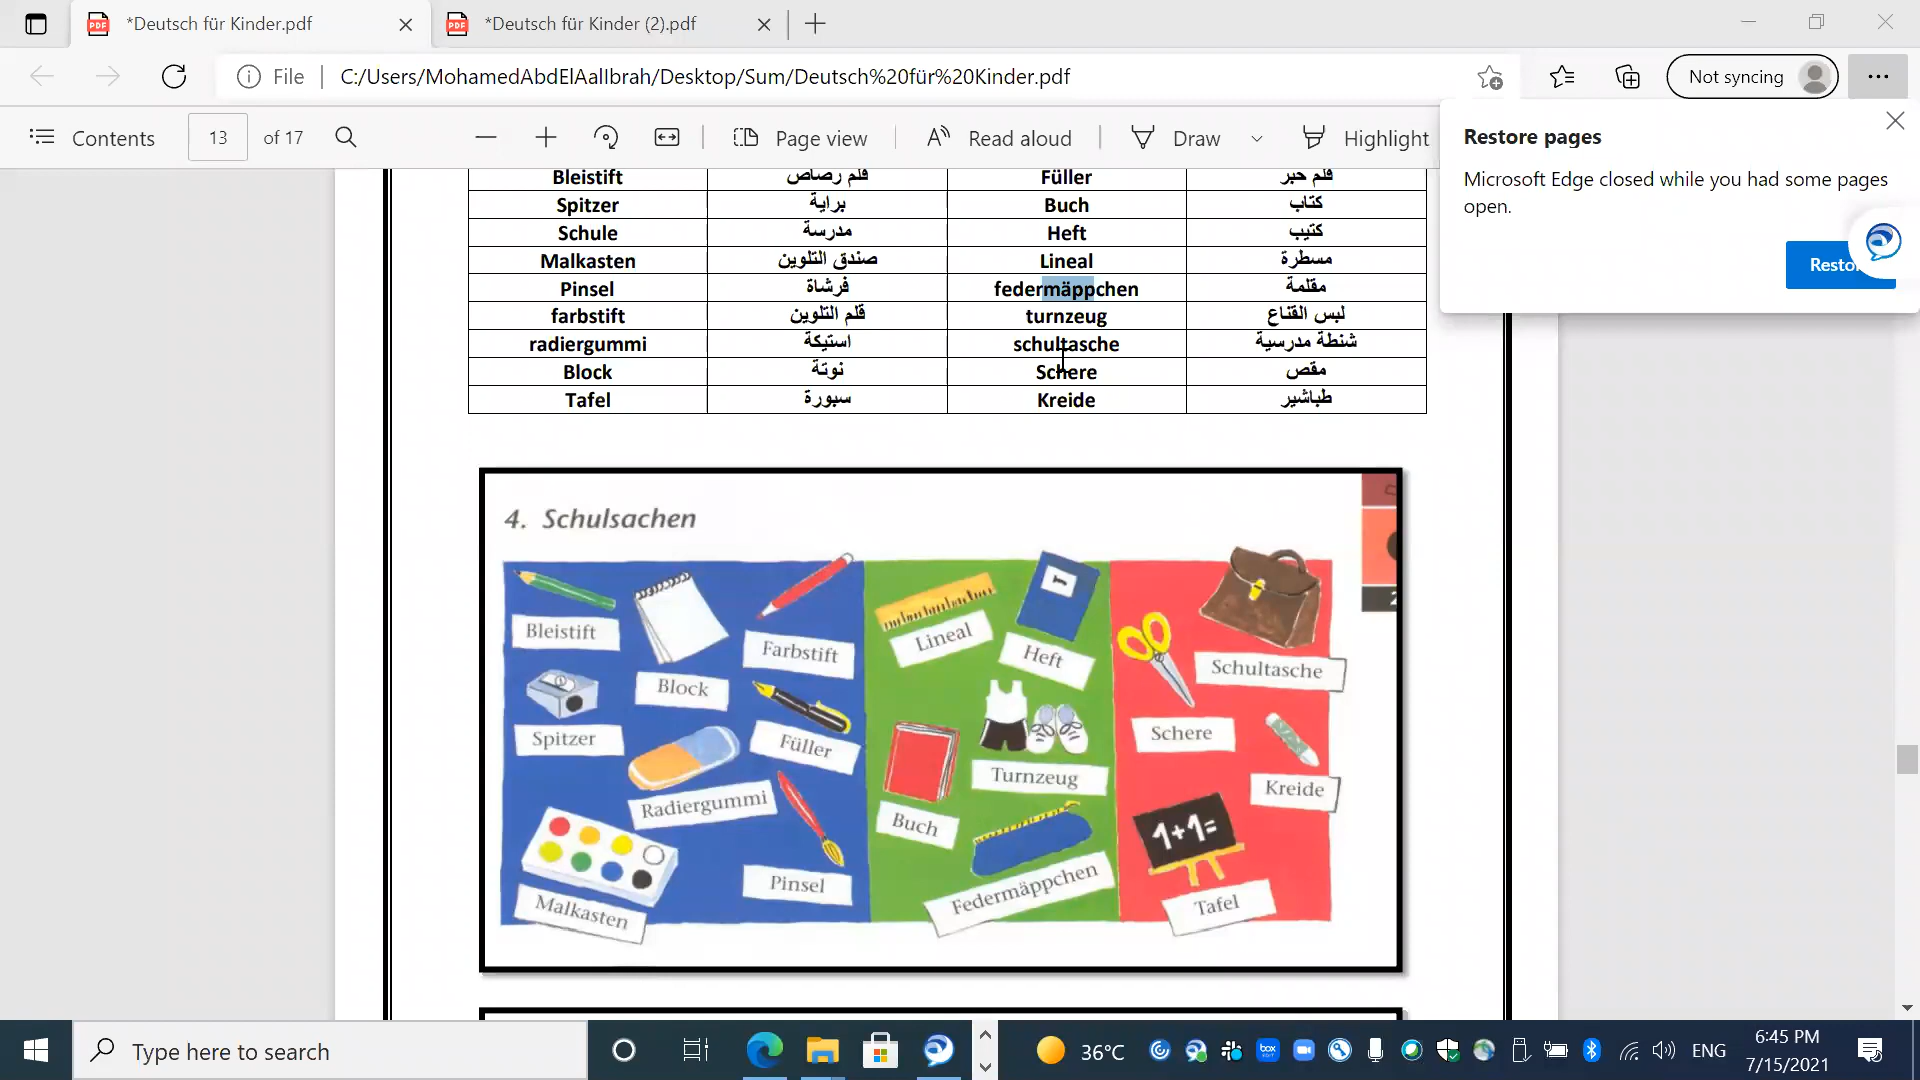 *Deutsch für Kinder.pdf
*Deutsch für Kinder (2).pdf
File
C:/Users/MohamedAbdElAalIbrah/Desktop/Sum/Deutsch%20für%20Kinder.pdf
Not syncing
Contents
13 of 17
Page view
Read aloud
Draw
Highlight
Restore pages
Microsoft Edge closed while you had some pages
open.
Bleistift قلم رصاص Füller قلم حبر
Spitzer براية Buch كتاب
Schule مدرسة Heft كتيب
Malkasten صندق التلوين Lineal مسطرة
Pinsel فرشاة federmäppchen مقلمة
farbstift قلم التلوين turnzeug لبس القناع
radiergummi استيكة schultasche شنطة مدرسية
Block نوتة Schere مقص
Tafel سبورة Kreide طباشير
4. Schulsachen
Bleistift
Block
Farbstift
Spitzer
Füller
Radiergummi
Malkasten
Pinsel
Lineal
Heft
1+1=
Turnzeug
Buch
Federmäppchen
Schultasche
Schere
Kreide
Tafel
Type here to search
box
36°C
ENG
6:45 PM
7/15/2021